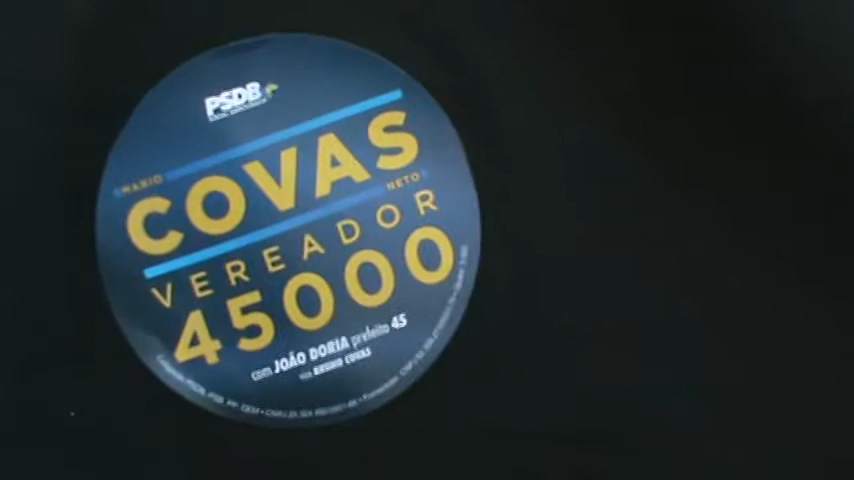 PSDB
MARIO
COVAS
NETO
VEREADOR
45000
com JOÃO DORIA prefeito 45
vice BRUNO COVAS